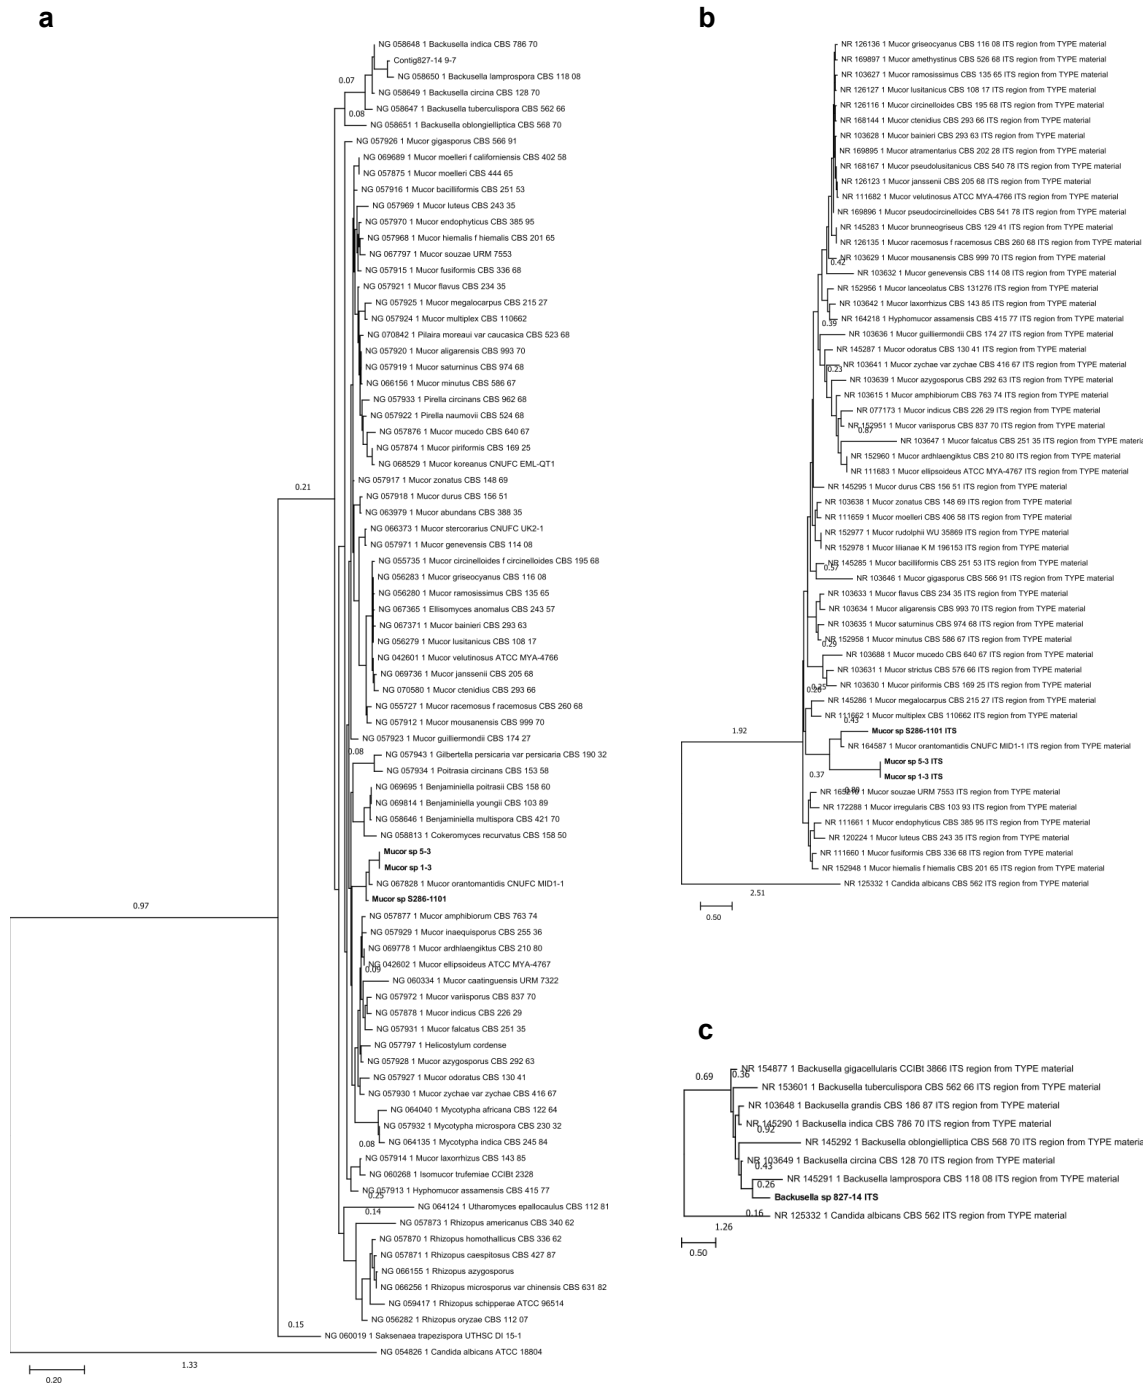 a
NG 058648 1 Backusella indica CBS 786 70
Contig827-14 9-7
NG 058650 1 Backusella lamprospora CBS 118 08
0.07
NG 058649 1 Backusella circina CBS 128 70
NG 058647 1 Backusella tuberculispora CBS 562 66
0.08
NG 058651 1 Backusella oblongielliptica CBS 568 70
NG 057926 1 Mucor gigasporus CBS 566 91
NG 069689 1 Mucor moelleri f californiensis CBS 402 58
NG 057875 1 Mucor moelleri CBS 444 65
NG 057916 1 Mucor bacilliformis CBS 251 53
NG 057969 1 Mucor luteus CBS 243 35
NG 057970 1 Mucor endophyticus CBS 385 95
NG 057968 1 Mucor hiemalis f hiemalis CBS 201 65
NG 067797 1 Mucor souzae URM 7553
NG 057915 1 Mucor fusiformis CBS 336 68
NG 057921 1 Mucor flavus CBS 234 35
NG 057925 1 Mucor megalocarpus CBS 215 27
NG 057924 1 Mucor multiplex CBS 110662
NG 070842 1 Pilaira moreaui var caucasica CBS 523 68
NG 057920 1 Mucor aligarensis CBS 993 70
NG 057919 1 Mucor saturninus CBS 974 68
NG 066156 1 Mucor minutus CBS 586 67
NG 057933 1 Pirella circinans CBS 962 68
NG 057922 1 Pirella naumovii CBS 524 68
NG 057876 1 Mucor mucedo CBS 640 67
NG 057874 1 Mucor piriformis CBS 169 25
NG 068529 1 Mucor koreanus CNUFC EML-QT1
NG 057917 1 Mucor zonatus CBS 148 69
0.21
NG 057918 1 Mucor durus CBS 156 51
NG 063979 1 Mucor abundans CBS 388 35
NG 066373 1 Mucor stercorarius CNUFC UK2-1
NG 057971 1 Mucor genevensis CBS 114 08
NG 055735 1 Mucor circinelloides f circinelloides CBS 195 68
NG 056283 1 Mucor griseocyanus CBS 116 08
NG 056280 1 Mucor ramosissimus CBS 135 65
NG 067365 1 Ellisomyces anomalus CBS 243 57
NG 067371 1 Mucor bainieri CBS 293 63
NG 056279 1 Mucor lusitanicus CBS 108 17
NG 042601 1 Mucor velutinosus ATCC MYA-4766
NG 069736 1 Mucor janssenii CBS 205 68
NG 070580 1 Mucor ctenidius CBS 293 66
NG 055727 1 Mucor racemosus f racemosus CBS 260 68
NG 057912 1 Mucor mousanensis CBS 999 70
NG 057923 1 Mucor guilliermondii CBS 174 27
0.08
NG 057943 1 Gilbertella persicaria var persicaria CBS 190 32
NG 057934 1 Poitrasia circinans CBS 153 58
NG 069695 1 Benjaminiella poitrasii CBS 158 60
NG 069814 1 Benjaminiella youngii CBS 103 89
NG 058646 1 Benjaminiella multispora CBS 421 70
NG 058813 1 Cokeromyces recurvatus CBS 158 50
Mucor sp 5-3
Mucor sp 1-3
NG 067828 1 Mucor orantomantidis CNUFC MID1-1
Mucor sp S286-1101
0.97
NG 057877 1 Mucor amphibiorum CBS 763 74
NG 057929 1 Mucor inaequisporus CBS 255 36
NG 069778 1 Mucor ardhlaengiktus CBS 210 80
NG 042602 1 Mucor ellipsoideus ATCC MYA-4767
0.09
NG 060334 1 Mucor caatinguensis URM 7322
NG 057972 1 Mucor variisporus CBS 837 70
NG 057878 1 Mucor indicus CBS 226 29
NG 057931 1 Mucor falcatus CBS 251 35
NG 057797 1 Helicostylum cordense
NG 057928 1 Mucor azygosporus CBS 292 63
NG 057927 1 Mucor odoratus CBS 130 41
NG 057930 1 Mucor zychae var zychae CBS 416 67
NG 064040 1 Mycotypha africana CBS 122 64
NG 057932 1 Mycotypha microspora CBS 230 32
0.08
NG 064135 1 Mycotypha indica CBS 245 84
NG 057914 1 Mucor laxorrhizus CBS 143 85
NG 060268 1 Isomucor trufemiae CCIBt 2328
NG 057913 1 Hyphomucor assamensis CBS 415 77
0.25
NG 064124 1 Utharomyces epallocaulus CBS 112 81
0.14
NG 057873 1 Rhizopus americanus CBS 340 62
NG 057870 1 Rhizopus homothallicus CBS 336 62
NG 057871 1 Rhizopus caespitosus CBS 427 87
NG 066155 1 Rhizopus azygosporus
NG 066256 1 Rhizopus microsporus var chinensis CBS 631 82
NG 059417 1 Rhizopus schipperae ATCC 96514
NG 056282 1 Rhizopus oryzae CBS 112 07
0.15
NG 060019 1 Saksenaea trapezispora UTHSC DI 15-1
NG 054826 1 Candida albicans ATCC 18804
1.33
0.20
b
NR 126136 1 Mucor griseocyanus CBS 116 08 ITS region from TYPE material
NR 169897 1 Mucor amethystinus CBS 526 68 ITS region from TYPE material
NR 103627 1 Mucor ramosissimus CBS 135 65 ITS region from TYPE material
NR 126127 1 Mucor lusitanicus CBS 108 17 ITS region from TYPE material
NR 126116 1 Mucor circinelloides CBS 195 68 ITS region from TYPE material
NR 168144 1 Mucor ctenidius CBS 293 66 ITS region from TYPE material
NR 103628 1 Mucor bainieri CBS 293 63 ITS region from TYPE material
NR 169895 1 Mucor atramentarius CBS 202 28 ITS region from TYPE material
NR 168167 1 Mucor pseudolusitanicus CBS 540 78 ITS region from TYPE material
NR 126123 1 Mucor janssenii CBS 205 68 ITS region from TYPE material
NR 111682 1 Mucor velutinosus ATCC MYA-4766 ITS region from TYPE material
NR 169896 1 Mucor pseudocircinelloides CBS 541 78 ITS region from TYPE material
NR 145283 1 Mucor brunneogriseus CBS 129 41 ITS region from TYPE material
NR 126135 1 Mucor racemosus f racemosus CBS 260 68 ITS region from TYPE material
NR 103629 1 Mucor mousanensis CBS 999 70 ITS region from TYPE material
0.42
NR 103632 1 Mucor genevensis CBS 114 08 ITS region from TYPE material
NR 152956 1 Mucor lanceolatus CBS 131276 ITS region from TYPE material
NR 103642 1 Mucor laxorrhizus CBS 143 85 ITS region from TYPE material
NR 164218 1 Hyphomucor assamensis CBS 415 77 ITS region from TYPE material
0.39
NR 103636 1 Mucor guilliermondii CBS 174 27 ITS region from TYPE material
NR 145287 1 Mucor odoratus CBS 130 41 ITS region from TYPE material
NR 103641 1 Mucor zychae var zychae CBS 416 67 ITS region from TYPE material
0.23
NR 103639 1 Mucor azygosporus CBS 292 63 ITS region from TYPE material
NR 103615 1 Mucor amphibiorum CBS 763 74 ITS region from TYPE material
NR 077173 1 Mucor indicus CBS 226 29 ITS region from TYPE material
NR 152951 1 Mucor variisporus CBS 837 70 ITS region from TYPE material
0.87
NR 103647 1 Mucor falcatus CBS 251 35 ITS region from TYPE material
NR 152960 1 Mucor ardhlaengiktus CBS 210 80 ITS region from TYPE material
NR 111683 1 Mucor ellipsoideus ATCC MYA-4767 ITS region from TYPE material
NR 145295 1 Mucor durus CBS 156 51 ITS region from TYPE material
NR 103638 1 Mucor zonatus CBS 148 69 ITS region from TYPE material
NR 111659 1 Mucor moelleri CBS 406 58 ITS region from TYPE material
NR 152977 1 Mucor rudolphii WU 35869 ITS region from TYPE material
NR 152978 1 Mucor lilianae K M 196153 ITS region from TYPE material
NR 145285 1 Mucor bacilliformis CBS 251 53 ITS region from TYPE material
0.57
NR 103646 1 Mucor gigasporus CBS 566 91 ITS region from TYPE material
NR 103633 1 Mucor flavus CBS 234 35 ITS region from TYPE material
NR 103634 1 Mucor aligarensis CBS 993 70 ITS region from TYPE material
NR 103635 1 Mucor saturninus CBS 974 68 ITS region from TYPE material
NR 152958 1 Mucor minutus CBS 586 67 ITS region from TYPE material
0.29
NR 103688 1 Mucor mucedo CBS 640 67 ITS region from TYPE material
NR 103631 1 Mucor strictus CBS 576 66 ITS region from TYPE material
NR 103630 1 Mucor piriformis CBS 169 25 ITS region from TYPE material
NR 145286 1 Mucor megalocarpus CBS 215 27 ITS region from TYPE material
NR 111662 1 Mucor multiplex CBS 110662 ITS region from TYPE material
0.43
1.92
Mucor sp S286-1101 ITS
NR 164587 1 Mucor orantomantidis CNUFC MID1-1 ITS region from TYPE material
Mucor sp 5-3 ITS
0.37
Mucor sp 1-3 ITS
1 Mucor souzae URM 7553 ITS region from TYPE material
NR 172288 1 Mucor irregularis CBS 103 93 ITS region from TYPE material
NR 111661 1 Mucor endophyticus CBS 385 95 ITS region from TYPE material
NR 120224 1 Mucor luteus CBS 243 35 ITS region from TYPE material
NR 111660 1 Mucor fusiformis CBS 336 68 ITS region from TYPE material
NR 152948 1 Mucor hiemalis f hiemalis CBS 201 65 ITS region from TYPE material
NR 125332 1 Candida albicans CBS 562 ITS region from TYPE material
2.51
0.50
c
NR 154877 1 Backusella gigacellularis CCIBt 3866 ITS region from TYPE material
0.69
0.36
NR 153601 1 Backusella tuberculispora CBS 562 66 ITS region from TYPE material
NR 103648 1 Backusella grandis CBS 186 87 ITS region from TYPE material
NR 145290 1 Backusella indica CBS 786 70 ITS region from TYPE material
0.92
NR 145292 1 Backusella oblongielliptica CBS 568 70 ITS region from TYPE material
NR 103649 1 Backusella circina CBS 128 70 ITS region from TYPE material
0.43
NR 145291 1 Backusella lamprospora CBS 118 08 ITS region from TYPE material
0.26
Backusella sp 827-14 ITS
0.16
NR 125332 1 Candida albicans CBS 562 ITS region from TYPE material
1.26
0.50